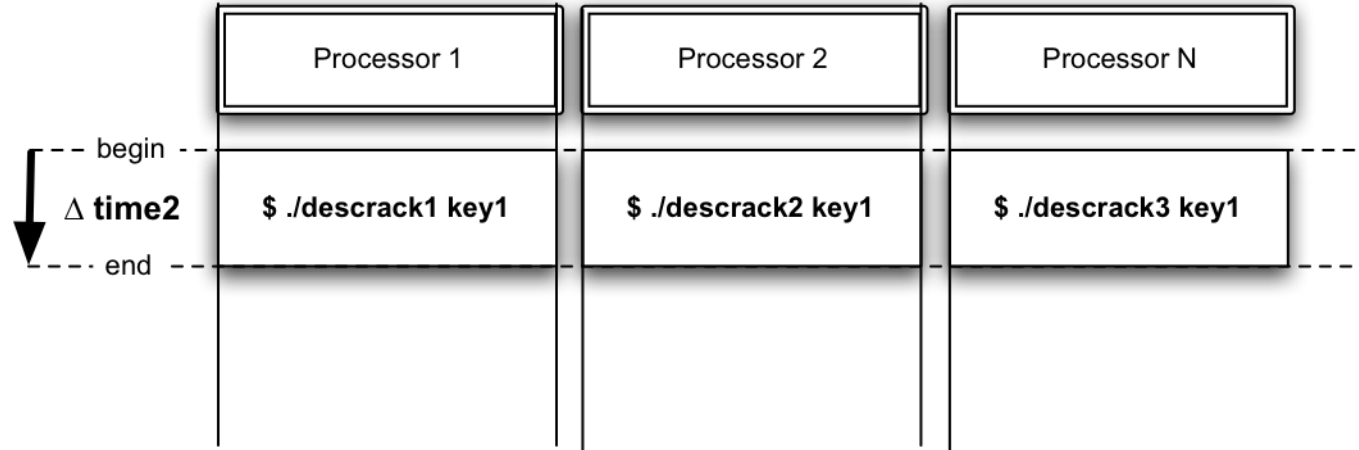 Processor 1
Processor 2
Processor N
begin
Δ time2
$ ./descrack1 key1
$ ./descrack2 key1
$ ./descrack3 key1
end